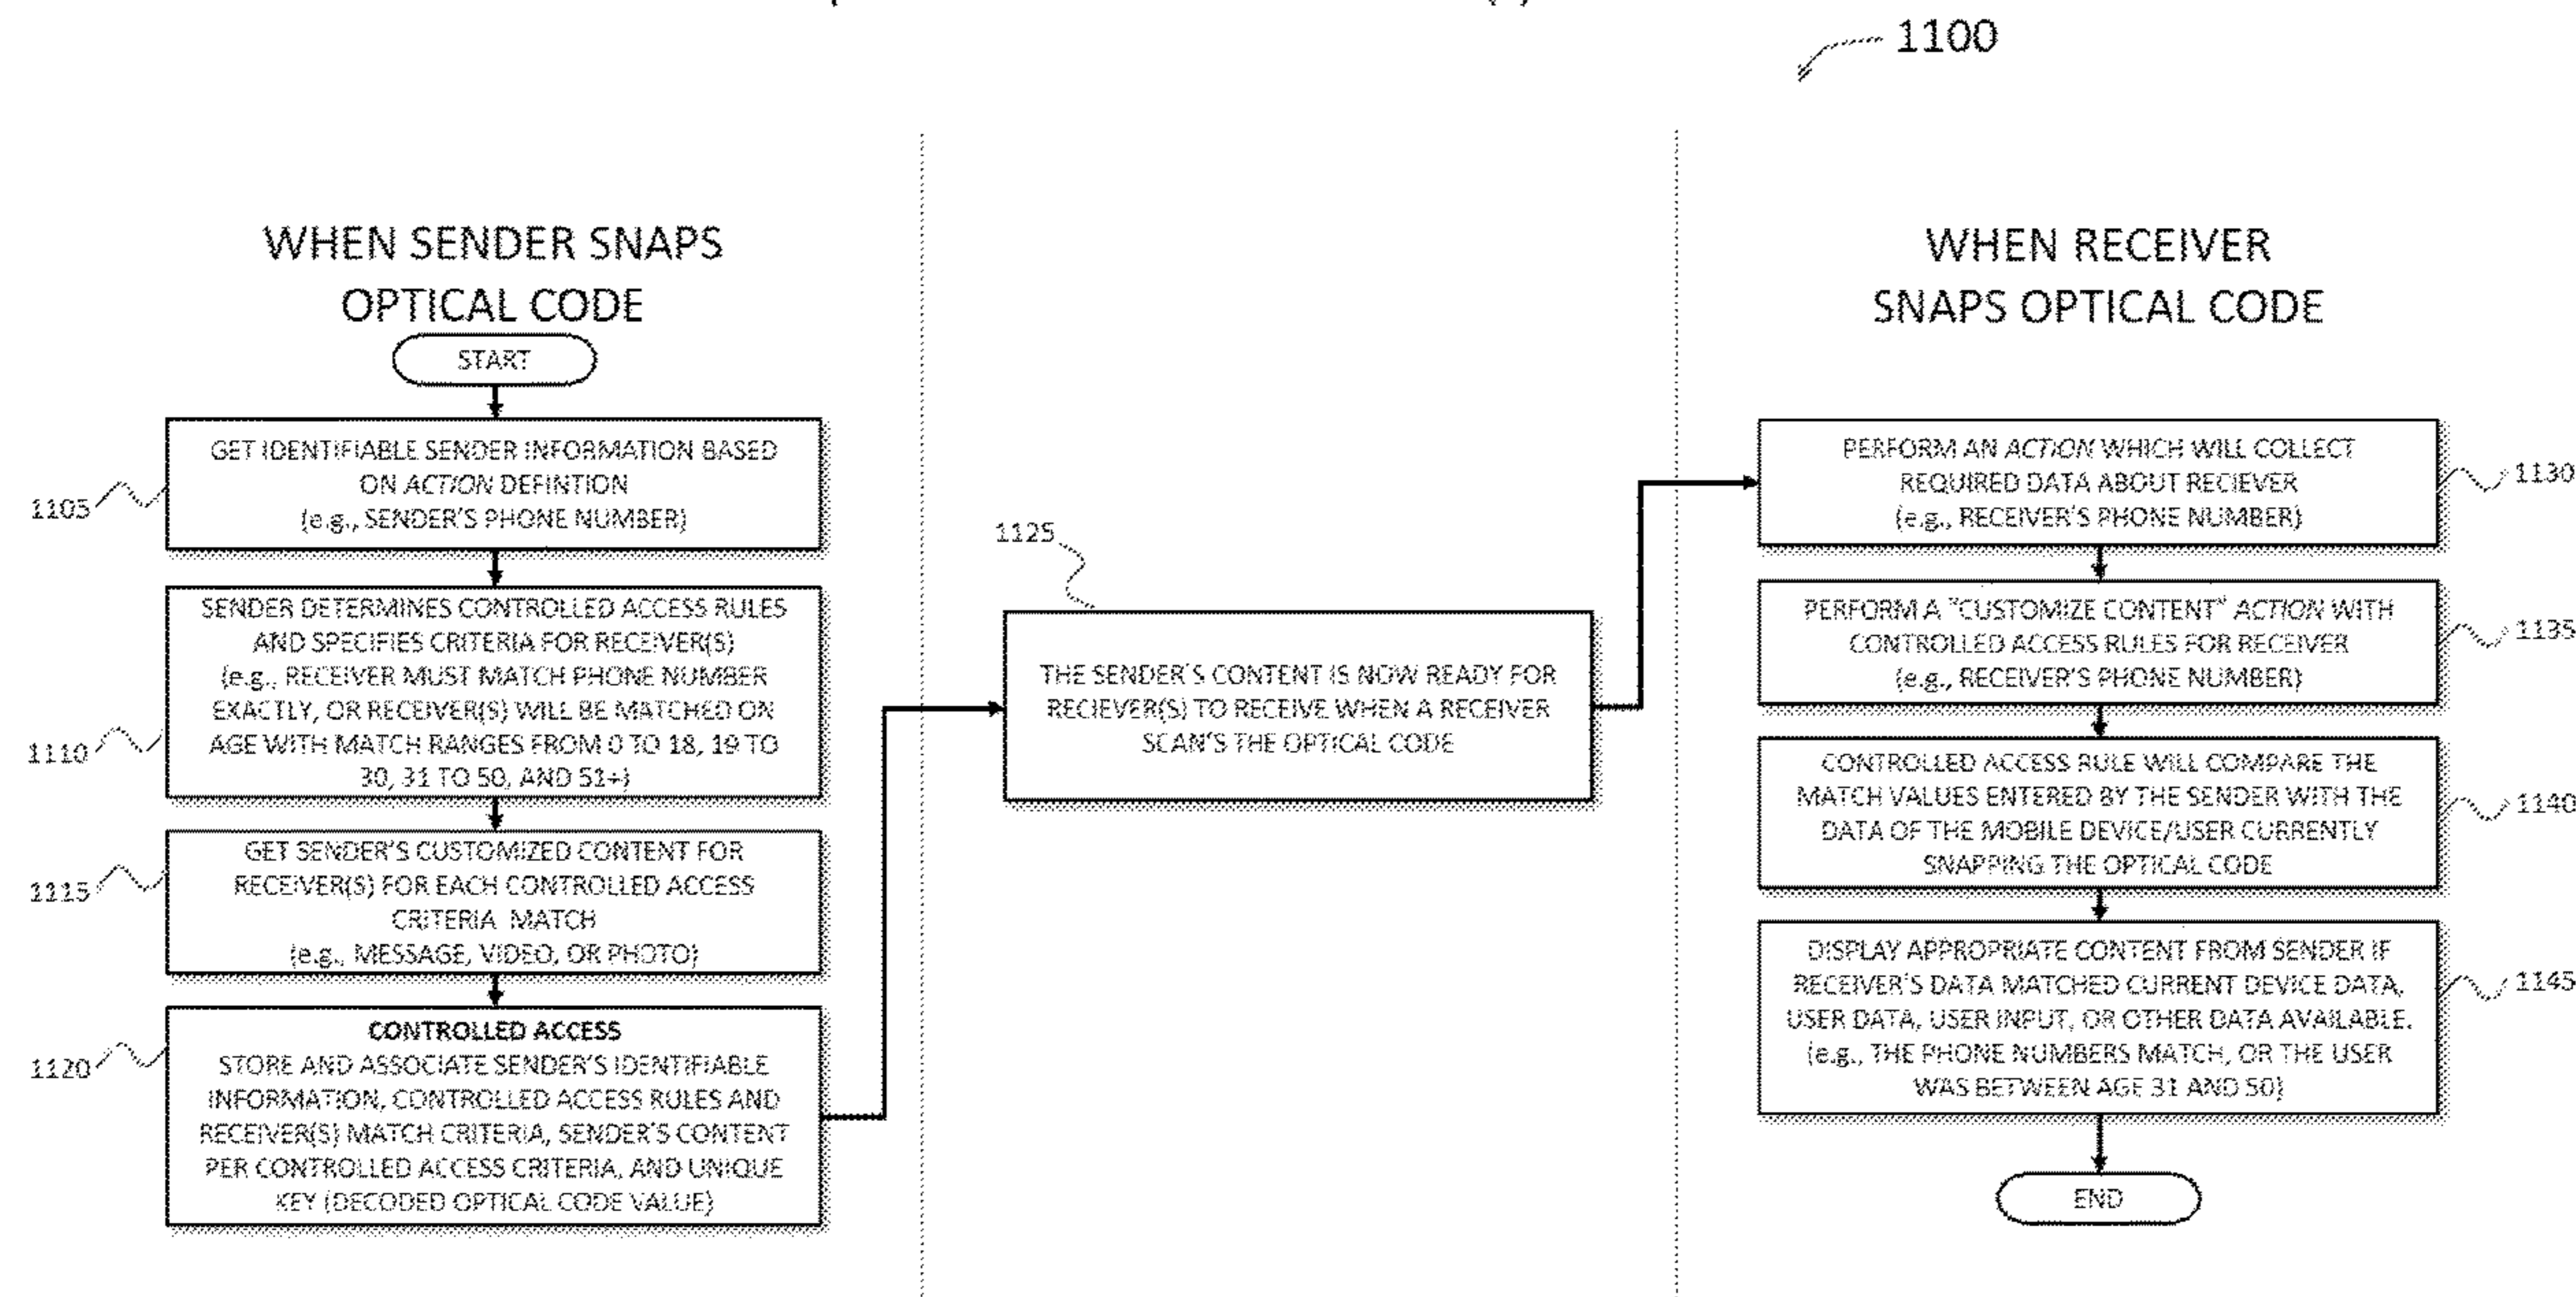 1100
WHEN SENDER SNAPS
OPTICAL CODE
START
1105
GET IDENTIFIABLE SENDER INFORMATION BASED
ON ACTION DEFINTION
(e.g., SENDER'S PHONE NUMBER)
1110
SENDER DETERMINES CONTROLLED ACCESS RULES
AND SPECIFIES CRITERIA FOR RECEIVER(S)
(e.g., RECEIVER MUST MATCH PHONE NUMBER
EXACTLY, OR RECEIVER(S) WILL BE MATCHED ON
AGE WITH MATCH RANGES FROM 0 TO 18, 19 TO
30, 31 TO 50, AND 51+)
1115
GET SENDER'S CUSTOMIZED CONTENT FOR
RECEIVER(S) FOR EACH CONTROLLED ACCESS
CRITERIA MATCH
(e.g., MESSAGE, VIDEO, OR PHOTO)
1120
CONTROLLED ACCESS
STORE AND ASSOCIATE SENDER'S IDENTIFIABLE
INFORMATION, CONTROLLED ACCESS RULES AND
RECEIVER(S) MATCH CRITERIA, SENDER'S CONTENT
PER CONTROLLED ACCESS CRITERIA, AND UNIQUE
KEY (DECODED OPTICAL CODE VALUE)
1125
THE SENDER'S CONTENT IS NOW READY FOR
RECIEVER(S) TO RECEIVE WHEN A RECEIVER
SCAN'S THE OPTICAL CODE
WHEN RECEIVER
SNAPS OPTICAL CODE
PERFORM AN ACTION WHICH WILL COLLECT
REQUIRED DATA ABOUT RECIEVER
(e.g., RECEIVER'S PHONE NUMBER)
1130
PERFORM A "CUSTOMIZE CONTENT" ACTION WITH
CONTROLLED ACCESS RULES FOR RECEIVER
(e.g., RECEIVER'S PHONE NUMBER)
1135
CONTROLLED ACCESS RULE WILL COMPARE THE
MATCH VALUES ENTERED BY THE SENDER WITH THE
DATA OF THE MOBILE DEVICE/USER CURRENTLY
SNAPPING THE OPTICAL CODE
1140
DISPLAY APPROPRIATE CONTENT FROM SENDER IF
RECEIVER'S DATA MATCHED CURRENT DEVICE DATA,
USER DATA, USER INPUT, OR OTHER DATA AVAILABLE.
(e.g., THE PHONE NUMBERS MATCH, OR THE USER
WAS BETWEEN AGE 31 AND 50)
1145
END